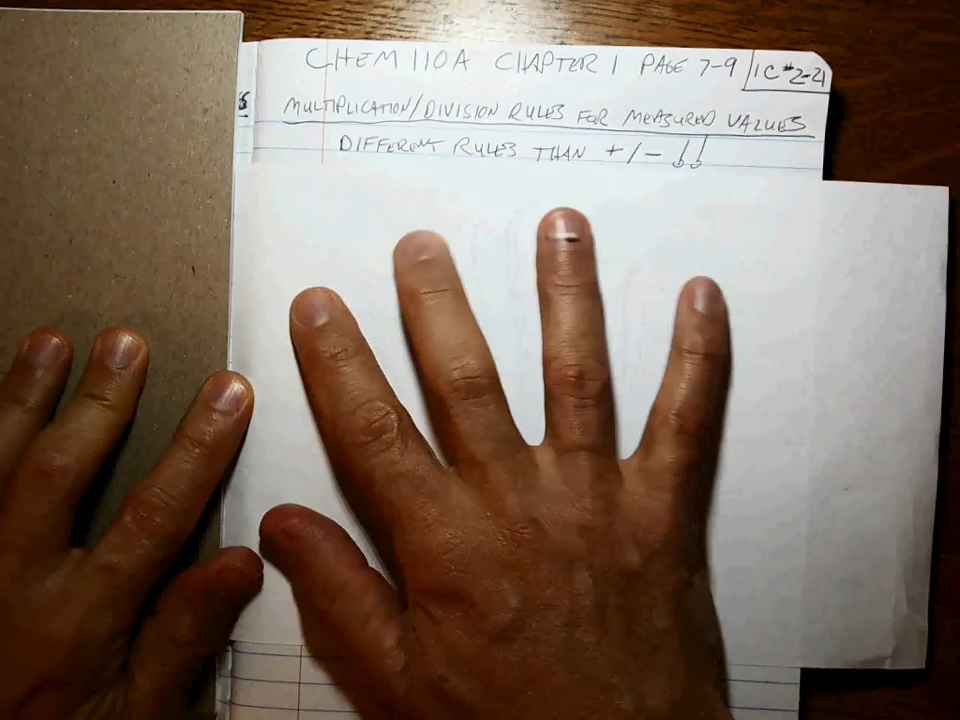 CHEM 110A CHAPTER 1 PAGE 7-9 1C #2-21
MULTIPLICATION/DIVISION RULES FOR MEASURED VALUES
DIFFERENT RULES THAN +/-